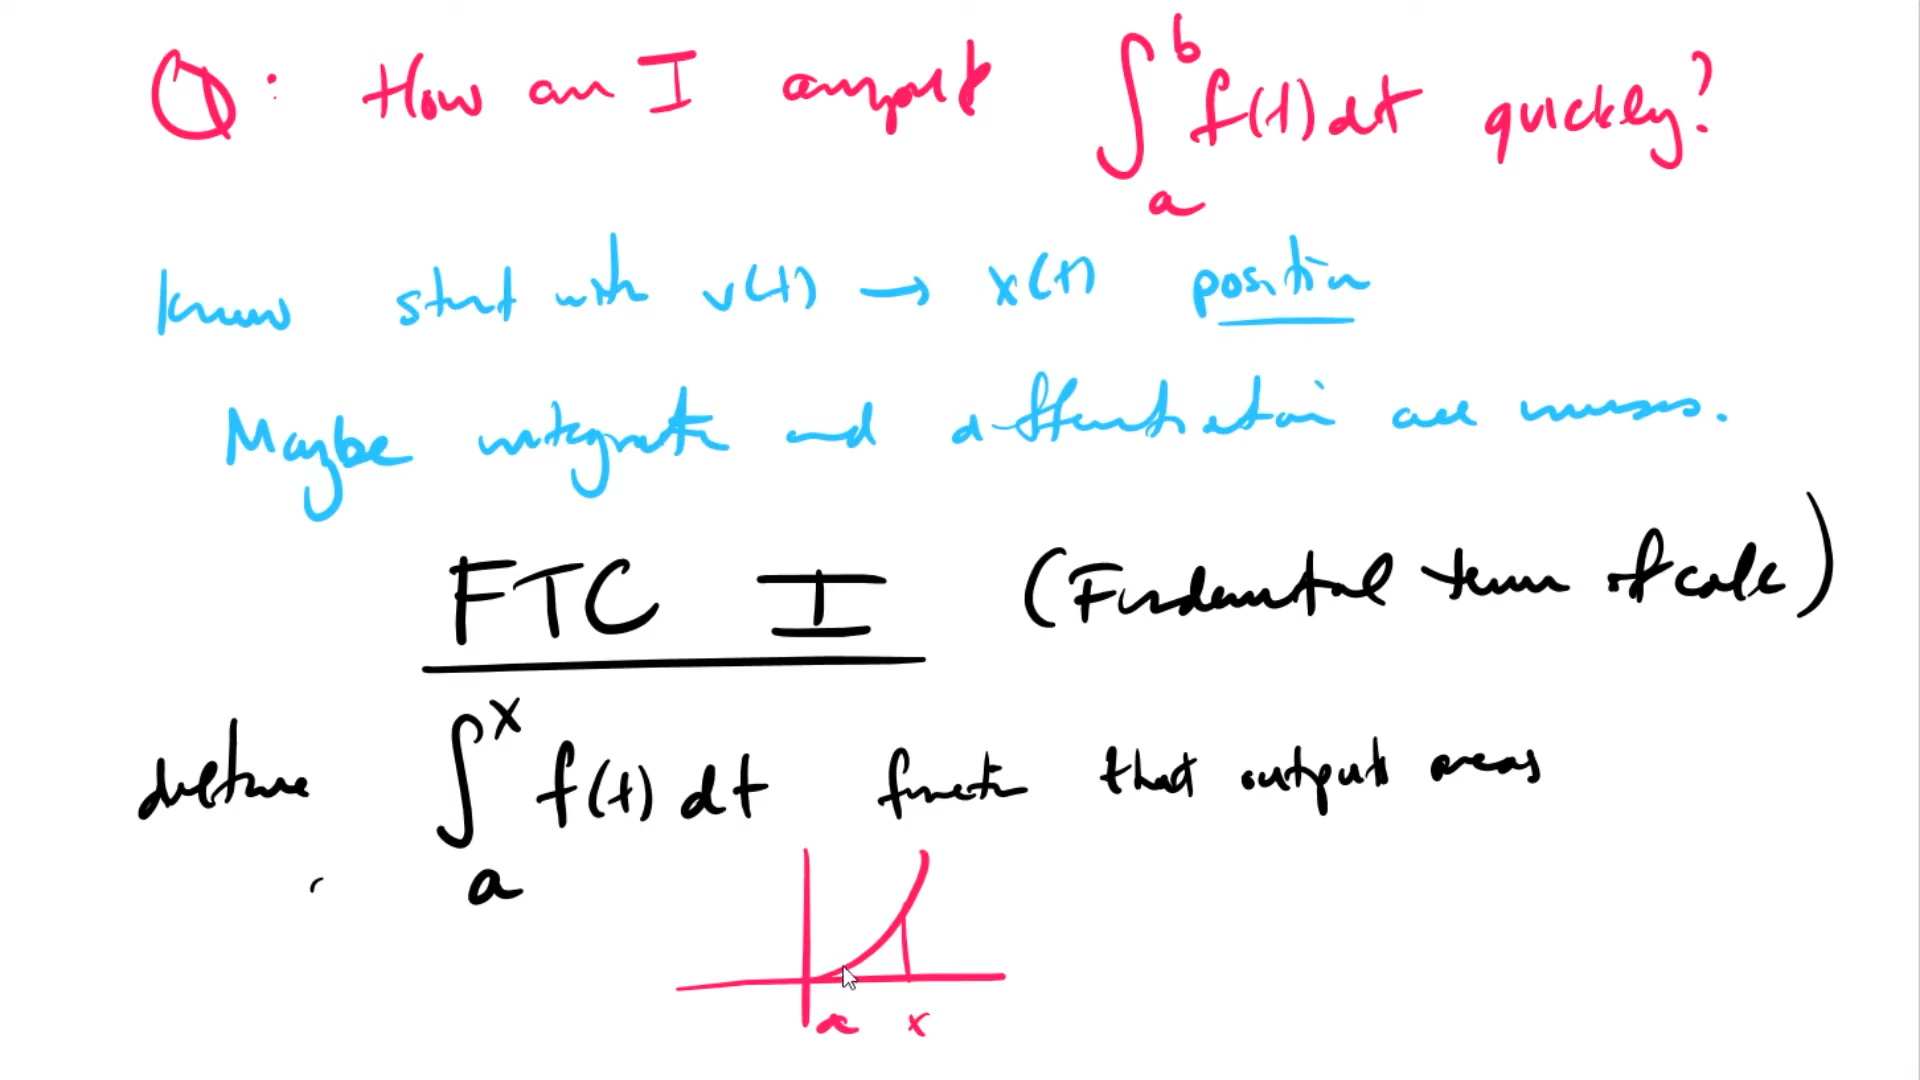 Q: How can I compute ∫_a^b f(t) dt quickly?
Know start with v(t) → x(t) position
Maybe integrate and differentiation are inverses.
FTC I (Fundamental term of calc)
define ∫_a^x f(t) dt function that outputs areas
a x